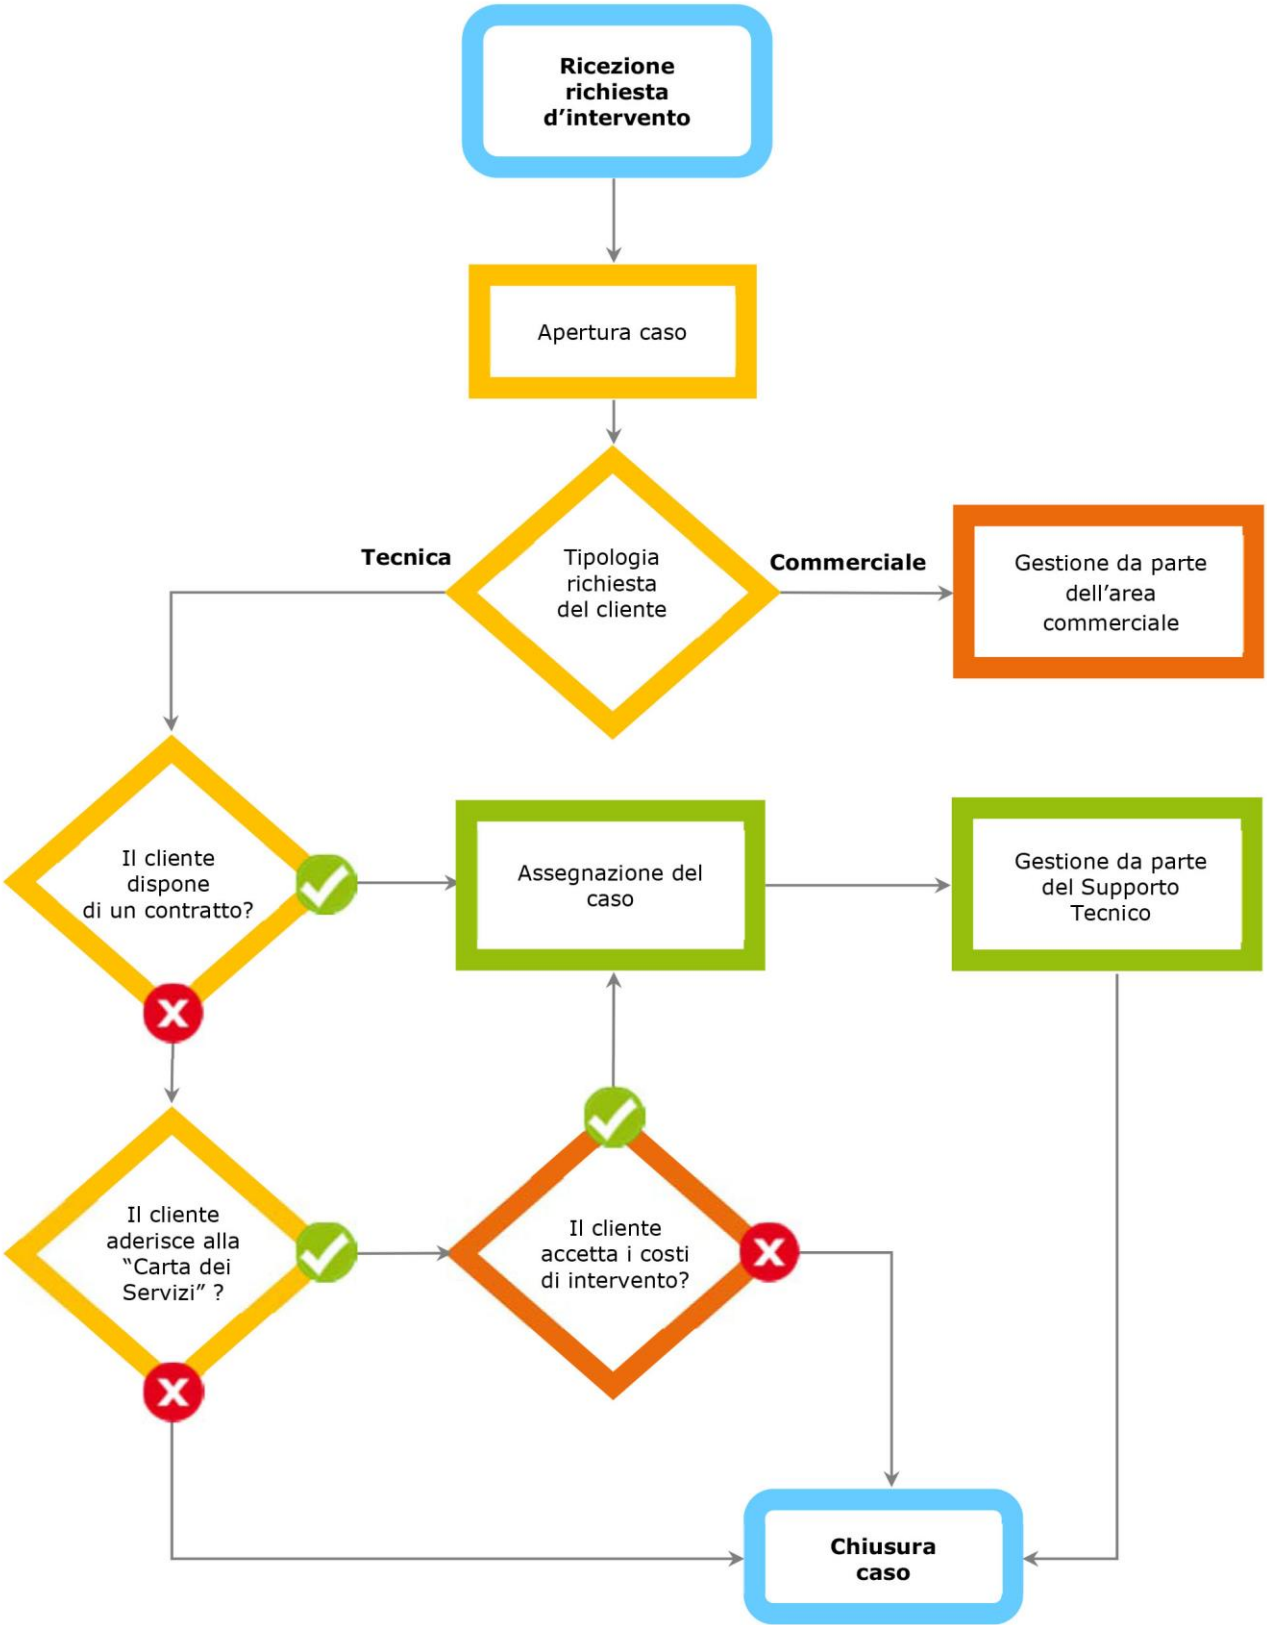 Ricezione
richiesta
d’intervento
Apertura caso
Tecnica
Tipologia
richiesta
del cliente
Commerciale
Gestione da parte
dell’area
commerciale
Il cliente
dispone
di un contratto?
Assegnazione del
caso
Gestione da parte
del Supporto
Tecnico
Il cliente
aderisce alla
“Carta dei
Servizi” ?
Il cliente
accetta i costi
di intervento?
Chiusura
caso